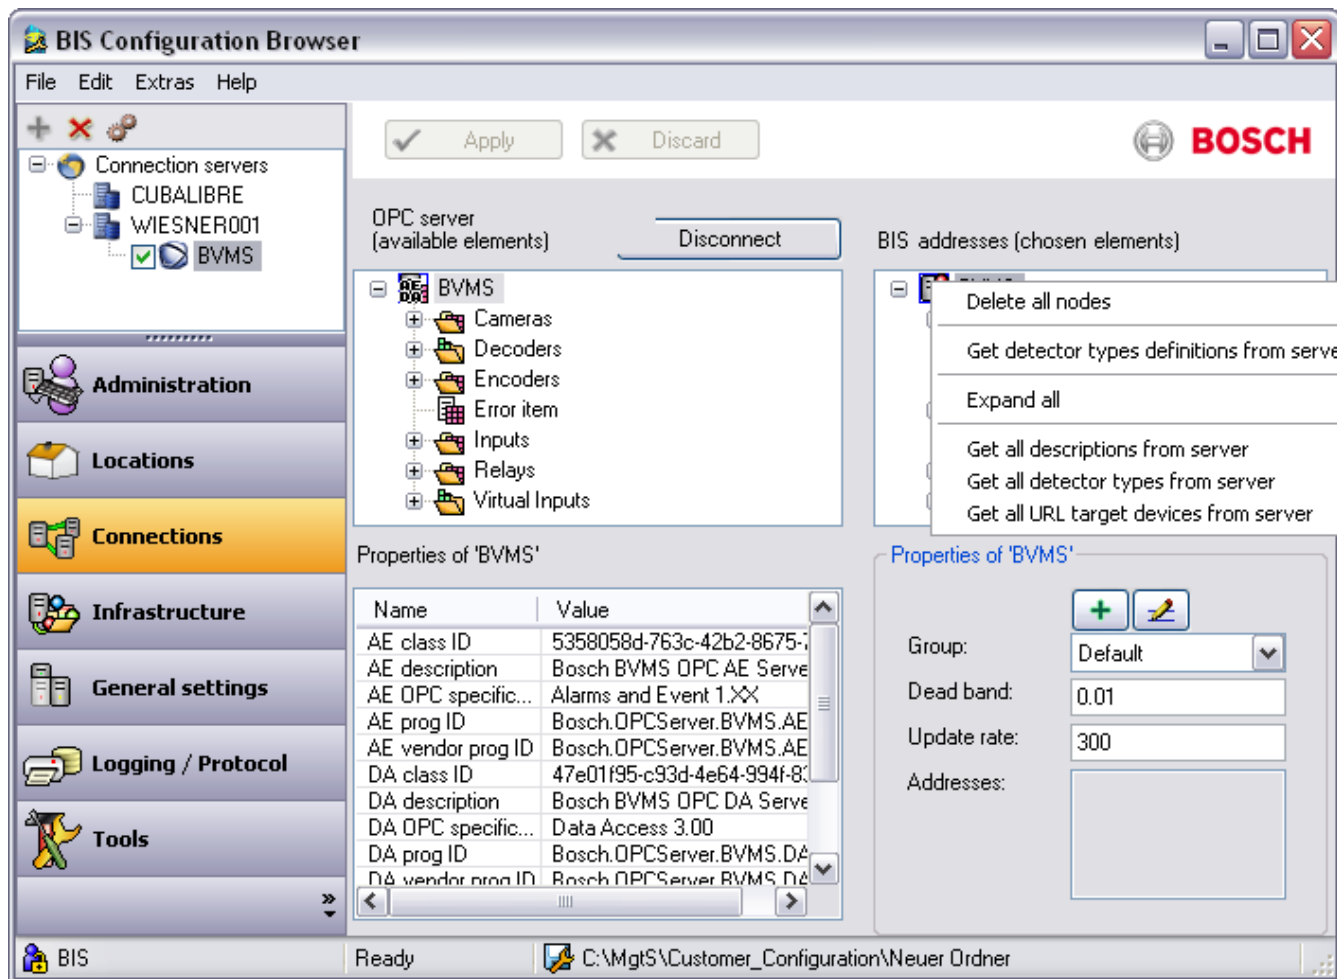 BIS Configuration Browser
File Edit Extras Help
Apply Discard
BOSCH
Connection servers
CUBALIBRE
WIESNER001
BVMS
Administration
Locations
Connections
Infrastructure
General settings
Logging / Protocol
Tools
»
OPC server
(available elements)
Disconnect
BVMS
Cameras
Decoders
Encoders
Error item
Inputs
Relays
Virtual Inputs
BIS addresses (chosen elements)
Delete all nodes
Get detector types definitions from serve
Expand all
Get all descriptions from server
Get all detector types from server
Get all URL target devices from server
Properties of 'BVMS'
Name Value
AE class ID 5358058d-763c-42b2-8675-
AE description Bosch BVMS OPC AE Serve
AE OPC specific... Alarms and Event 1.XX
AE prog ID Bosch.OPCServer.BVMS.AE
AE vendor prog ID Bosch.OPCServer.BVMS.AE
DA class ID 47e01f95-c93d-4e64-994f-8
DA description Bosch BVMS OPC DA Serve
DA OPC specific... Data Access 3.00
DA prog ID Bosch.OPCServer.BVMS.DA
DA vendor prog ID Bosch.OPCServer.BVMS.DA
Properties of 'BVMS'
Group: Default
Dead band: 0.01
Update rate: 300
Addresses:
BIS Ready C:\MgtS\Customer_Configuration\Neuer Ordner